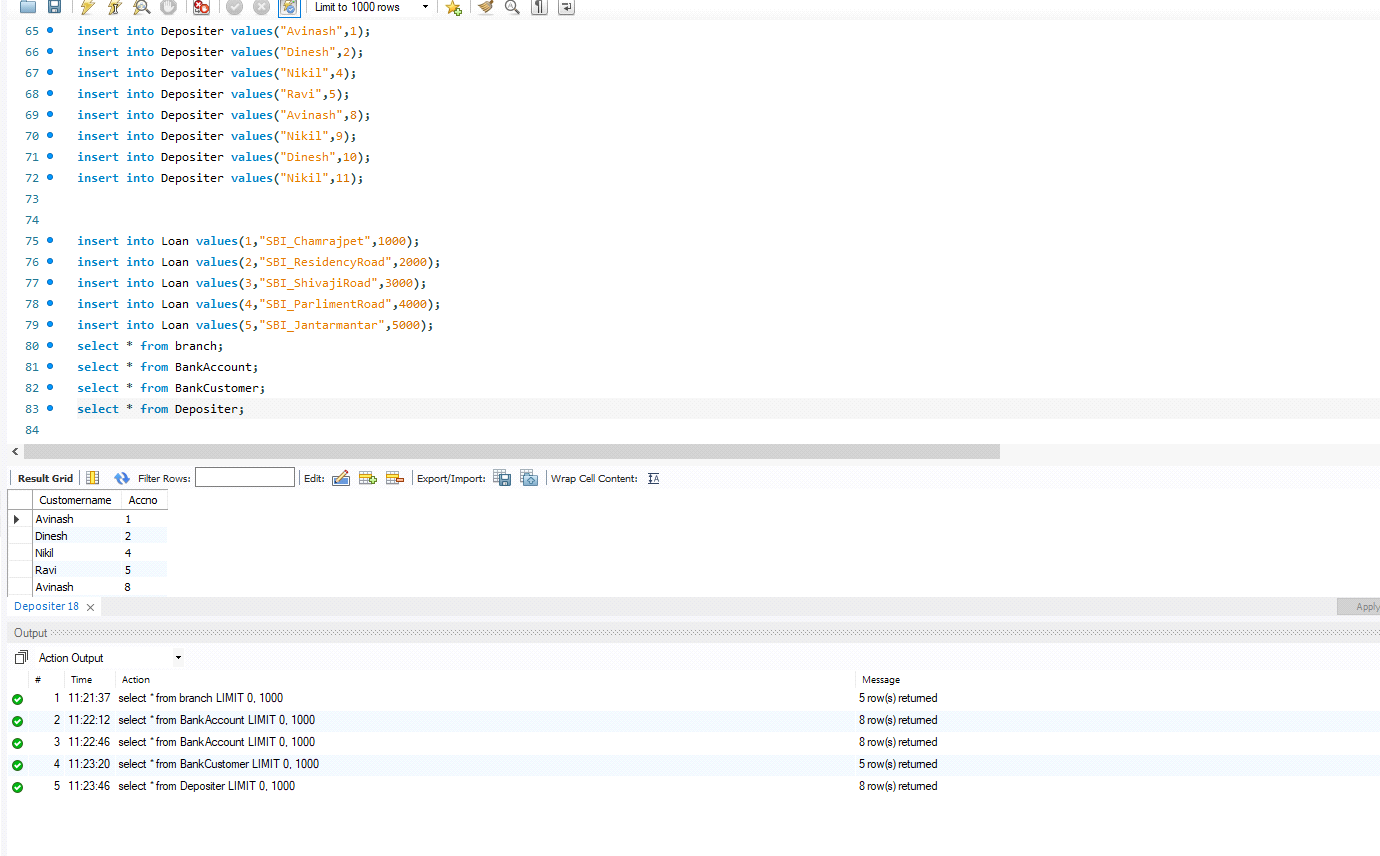 Limit to 1000 rows
65 insert into Depositer values("Avinash",1);
66 insert into Depositer values("Dinesh",2);
67 insert into Depositer values("Nikil",4);
68 insert into Depositer values("Ravi",5);
69 insert into Depositer values("Avinash",8);
70 insert into Depositer values("Nikil",9);
71 insert into Depositer values("Dinesh",10);
72 insert into Depositer values("Nikil",11);
73
74
75 insert into Loan values(1,"SBI_Chamrajpet",1000);
76 insert into Loan values(2,"SBI_ResidencyRoad",2000);
77 insert into Loan values(3,"SBI_ShivajiRoad",3000);
78 insert into Loan values(4,"SBI_ParlimentRoad",4000);
79 insert into Loan values(5,"SBI_Jantarmantar",5000);
80 select * from branch;
81 select * from BankAccount;
82 select * from BankCustomer;
83 select * from Depositer;
84
Result Grid Filter Rows: Edit: Export/Import: Wrap Cell Content:
Customername Accno
Avinash 1
Dinesh 2
Nikil 4
Ravi 5
Avinash 8
Depositer 18 Apply
Output
Action Output
# Time Action Message
1 11:21:37 select * from branch LIMIT 0, 1000 5 row(s) returned
2 11:22:12 select * from BankAccount LIMIT 0, 1000 8 row(s) returned
3 11:22:46 select * from BankAccount LIMIT 0, 1000 8 row(s) returned
4 11:23:20 select * from BankCustomer LIMIT 0, 1000 5 row(s) returned
5 11:23:46 select * from Depositer LIMIT 0, 1000 8 row(s) returned